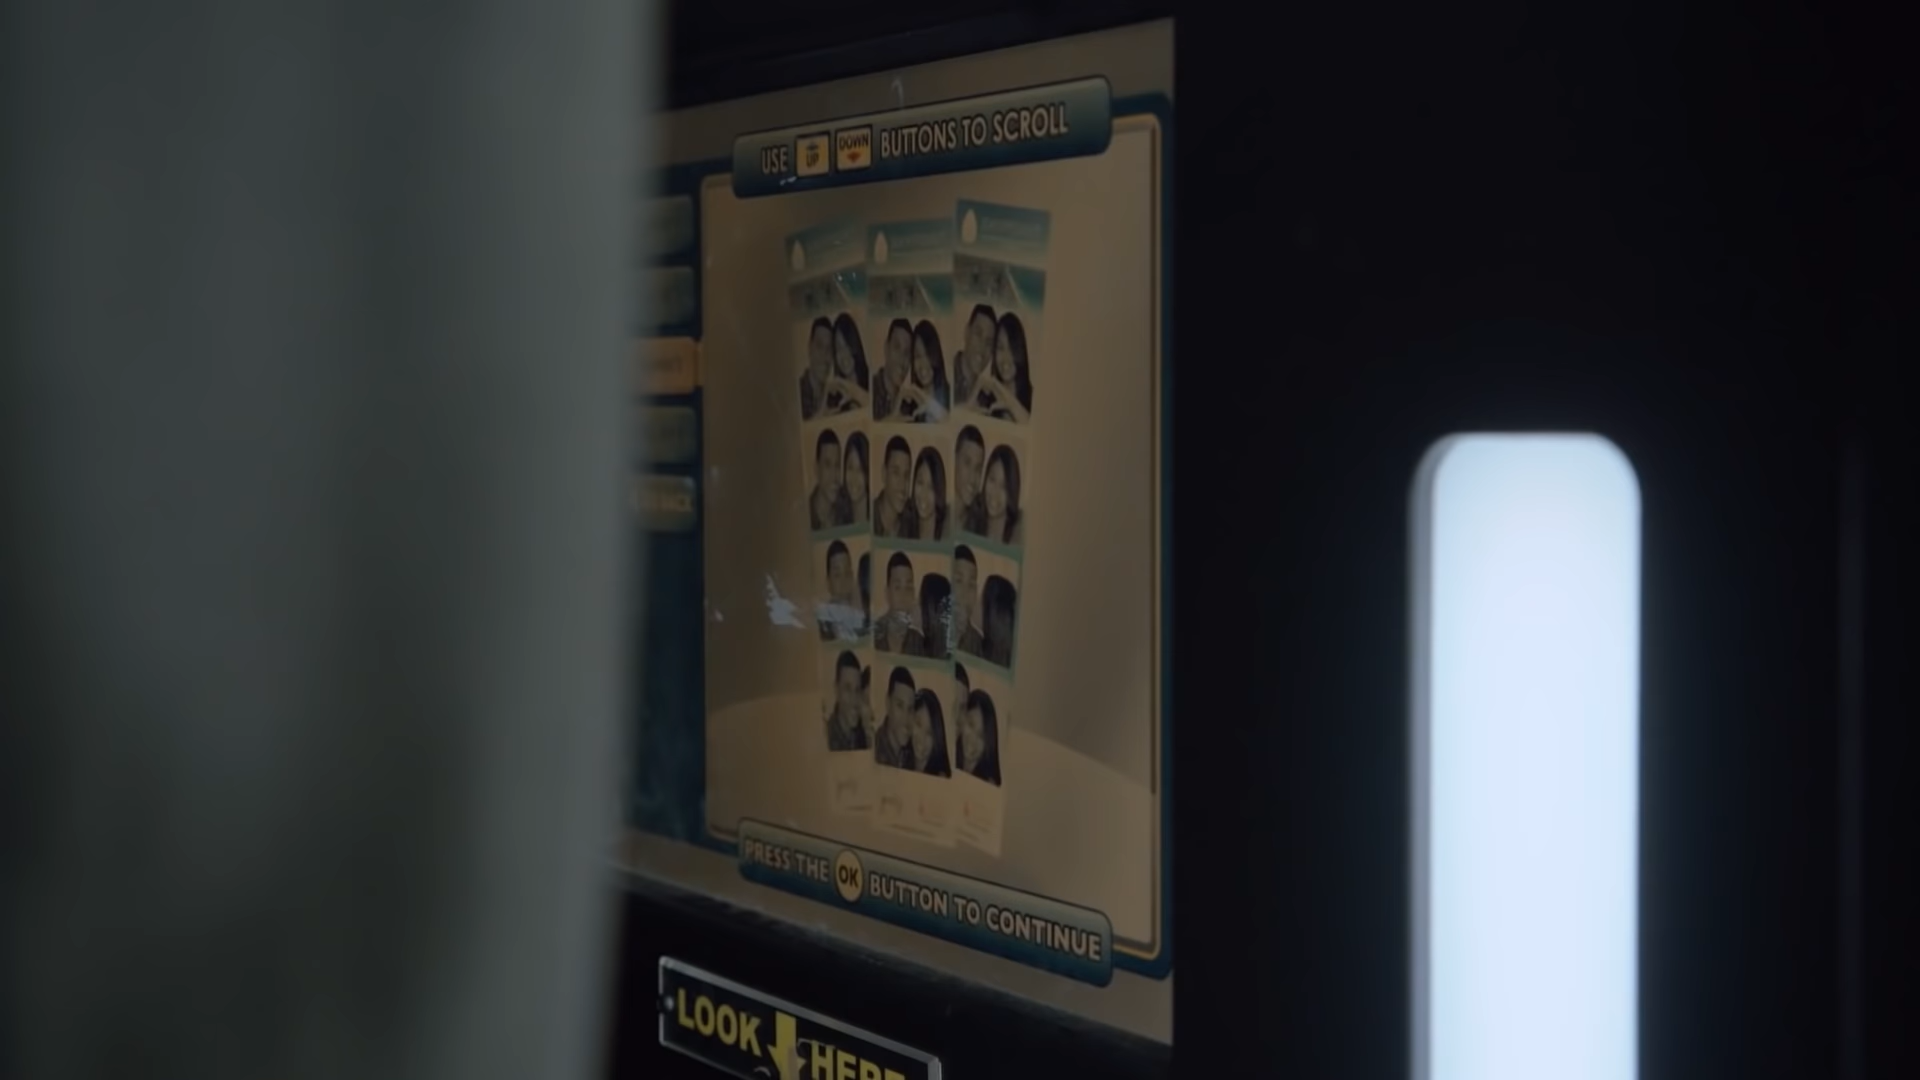 USE UP DOWN BUTTONS TO SCROLL
PRESS THE OK BUTTON TO CONTINUE
LOOK HERE